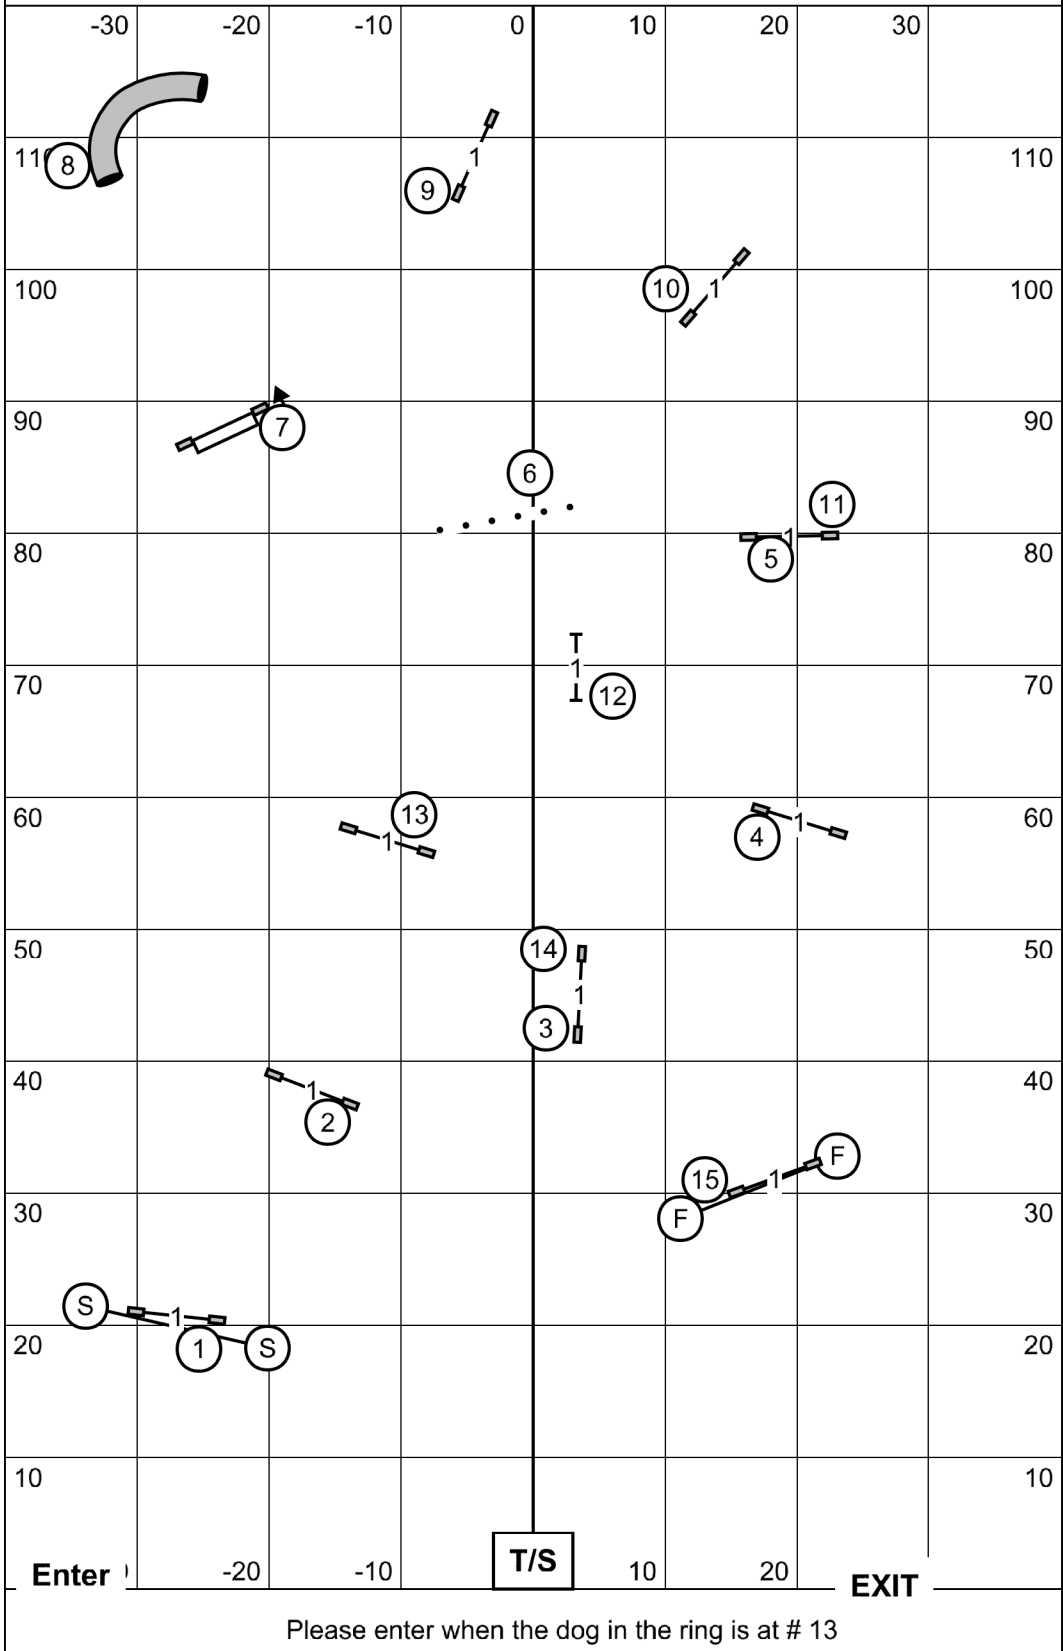 -30 -20 -10 0 10 20 30
110 8 1 9 110
100 10 1 100
90 7 90
6
11
80 1 5 80
1
70 12 70
60 13 1 4 1 60
50 14 50
1
3
40 1 2 40
15 1 F
30 F 30
S 1
20 1 S 20
10 10
Enter -20 -10 T/S 10 20 EXIT
Please enter when the dog in the ring is at # 13